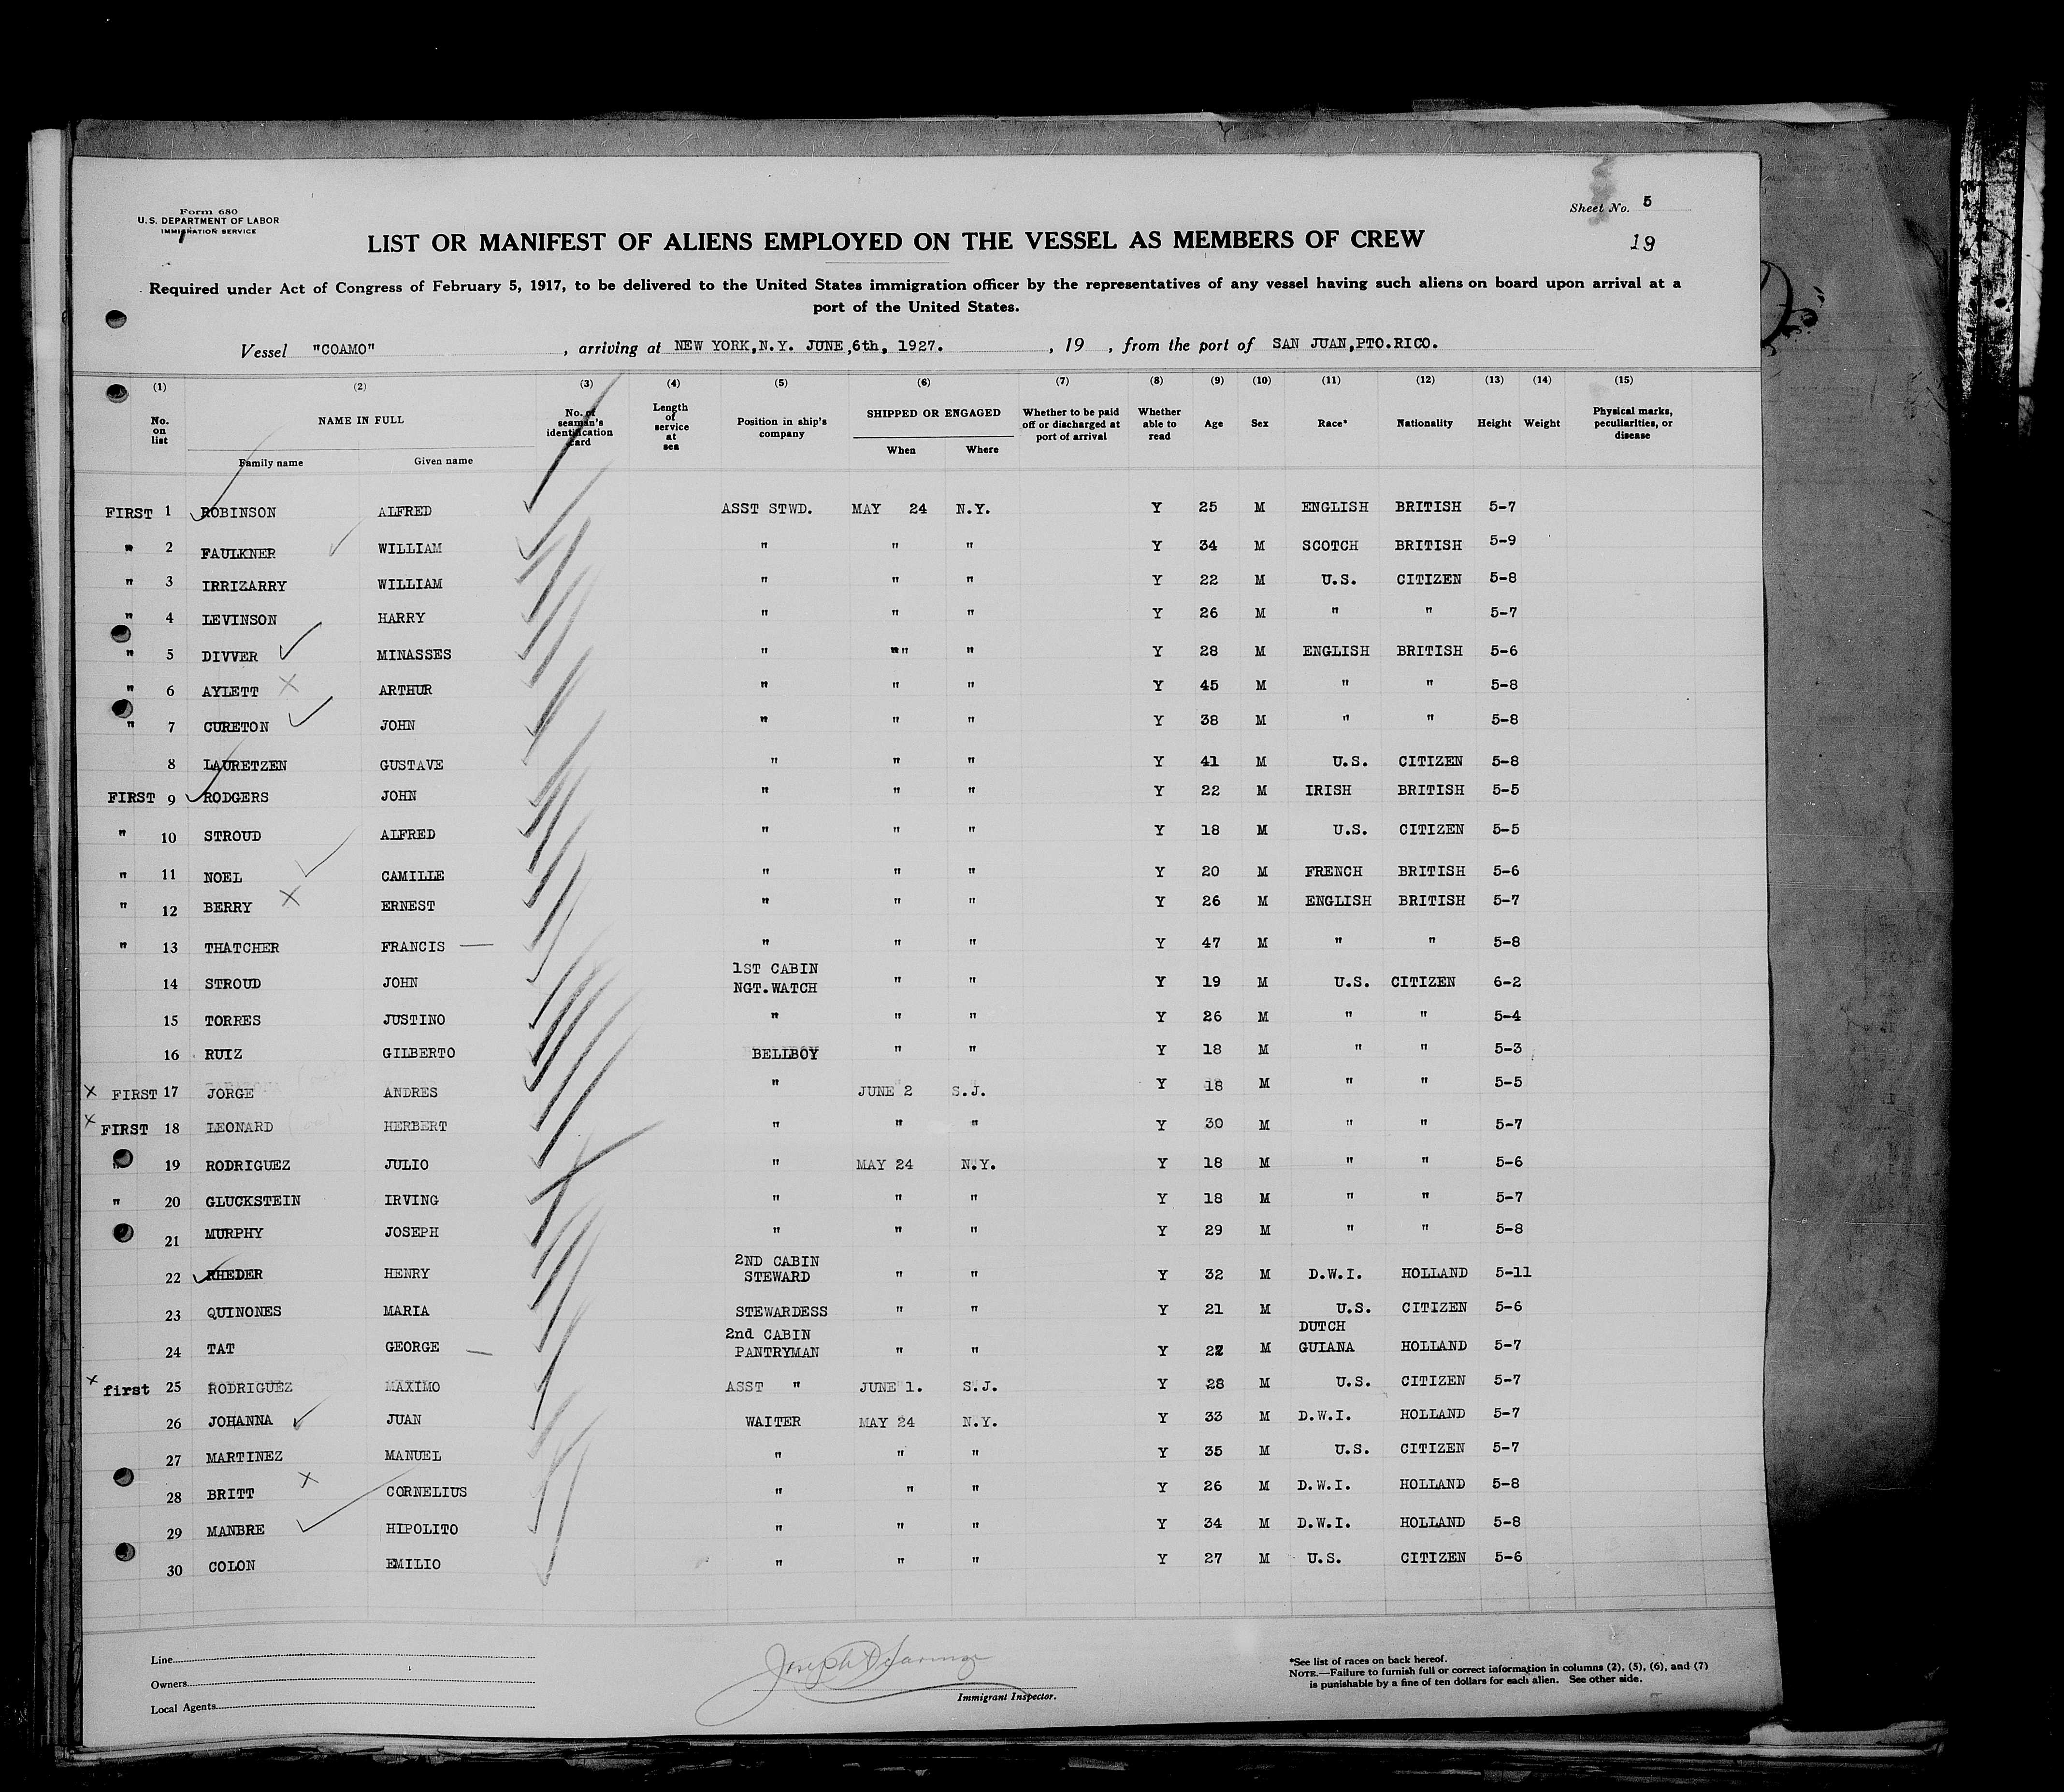 Form 680
U.S. DEPARTMENT OF LABOR
IMMIGRATION SERVICE
Sheet No. 5
19
LIST OR MANIFEST OF ALIENS EMPLOYED ON THE VESSEL AS MEMBERS OF CREW
Required under Act of Congress of February 5, 1917, to be delivered to the United States immigration officer by the representatives of any vessel having such aliens on board upon arrival at a
port of the United States.
Vessel "COAMO" , arriving at NEW YORK,N.Y. JUNE,6th, 1927. , 19 , from the port of SAN JUAN,PTO.RICO.
(1) (2) (3) (4) (5) (6) (7) (8) (9) (10) (11) (12) (13) (14) (15)
No. on list NAME IN FULL Family name Given name No. of seaman's identification card Length of service at sea Position in ship's company SHIPPED OR ENGAGED When Where Whether to be paid off or discharged at port of arrival Whether able to read Age Sex Race* Nationality Height Weight Physical marks, peculiarities, or disease
FIRST 1 ROBINSON ALFRED ASST STWD. MAY 24 N.Y. Y 25 M ENGLISH BRITISH 5-7
" 2 FAULKNER WILLIAM " " " Y 34 M SCOTCH BRITISH 5-9
" 3 IRRIZARRY WILLIAM " " " Y 22 M U.S. CITIZEN 5-8
" 4 LEVINSON HARRY " " " Y 26 M " " 5-7
" 5 DIVVER MINASSES " "" " Y 28 M ENGLISH BRITISH 5-6
" 6 AYLETT X ARTHUR " " " Y 45 M " " 5-8
" 7 CURETON JOHN " " " Y 38 M " " 5-8
8 LAURETZEN GUSTAVE " " " Y 41 M U.S. CITIZEN 5-8
FIRST 9 RODGERS JOHN " " " Y 22 M IRISH BRITISH 5-5
" 10 STROUD ALFRED " " " Y 18 M U.S. CITIZEN 5-5
" 11 NOEL CAMILLE " " " Y 20 M FRENCH BRITISH 5-6
" 12 BERRY X ERNEST " " " Y 26 M ENGLISH BRITISH 5-7
" 13 THATCHER FRANCIS — " " " Y 47 M " " 5-8
14 STROUD JOHN 1ST CABIN NGT.WATCH " " Y 19 M U.S. CITIZEN 6-2
15 TORRES JUSTINO " " " Y 26 M " " 5-4
16 RUIZ GILBERTO BELLBOY " " Y 18 M " " 5-3
X FIRST 17 JORGE ANDRES " JUNE 2 S.J. Y 18 M " " 5-5
X FIRST 18 LEONARD HERBERT " " " Y 30 M " " 5-7
" 19 RODRIGUEZ JULIO " MAY 24 N.Y. Y 18 M " " 5-6
" 20 GLUCKSTEIN IRVING " " " Y 18 M " " 5-7
21 MURPHY JOSEPH " " " Y 29 M " " 5-8
22 RHEDER HENRY 2ND CABIN STEWARD " " Y 32 M D.W.I. HOLLAND 5-11
23 QUINONES MARIA STEWARDESS " " Y 21 M U.S. CITIZEN 5-6
24 TAT GEORGE — 2nd CABIN PANTRYMAN " " Y 22 M DUTCH GUIANA HOLLAND 5-7
X first 25 RODRIGUEZ MAXIMO ASST " JUNE 1. S.J. Y 28 M U.S. CITIZEN 5-7
26 JOHANNA JUAN WAITER MAY 24 N.Y. Y 33 M D.W.I. HOLLAND 5-7
27 MARTINEZ MANUEL " " " Y 35 M U.S. CITIZEN 5-7
28 BRITT X CORNELIUS " " " Y 26 M D.W.I. HOLLAND 5-8
29 MANBRE HIPOLITO " " " Y 34 M D.W.I. HOLLAND 5-8
30 COLON EMILIO " " " Y 27 M U.S. CITIZEN 5-6
Line
Owners
Local Agents
Immigrant Inspector.
*See list of races on back hereof.
NOTE.—Failure to furnish full or correct information in columns (2), (5), (6), and (7)
is punishable by a fine of ten dollars for each alien. See other side.